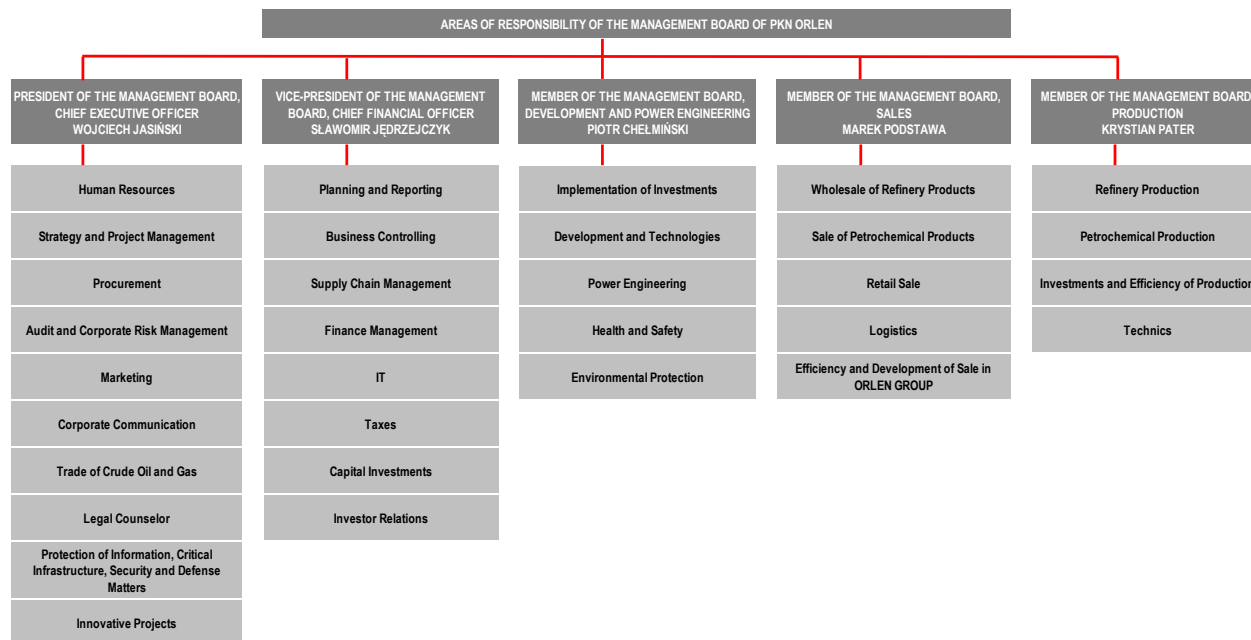 AREAS OF RESPONSIBILITY OF THE MANAGEMENT BOARD OF PKN ORLEN
PRESIDENT OF THE MANAGEMENT BOARD,
CHIEF EXECUTIVE OFFICER
WOJCIECH JASIŃSKI
Human Resources
Strategy and Project Management
Procurement
Audit and Corporate Risk Management
Marketing
Corporate Communication
Trade of Crude Oil and Gas
Legal Counselor
Protection of Information, Critical
Infrastructure, Security and Defense
Matters
Innovative Projects
VICE-PRESIDENT OF THE MANAGEMENT
BOARD, CHIEF FINANCIAL OFFICER
SŁAWOMIR JĘDRZEJCZYK
Planning and Reporting
Business Controlling
Supply Chain Management
Finance Management
IT
Taxes
Capital Investments
Investor Relations
MEMBER OF THE MANAGEMENT BOARD,
DEVELOPMENT AND POWER ENGINEERING
PIOTR CHEŁMIŃSKI
Implementation of Investments
Development and Technologies
Power Engineering
Health and Safety
Environmental Protection
MEMBER OF THE MANAGEMENT BOARD,
SALES
MAREK PODSTAWA
Wholesale of Refinery Products
Sale of Petrochemical Products
Retail Sale
Logistics
Efficiency and Development of Sale in
ORLEN GROUP
MEMBER OF THE MANAGEMENT BOARD
PRODUCTION
KRYSTIAN PATER
Refinery Production
Petrochemical Production
Investments and Efficiency of Production
Technics